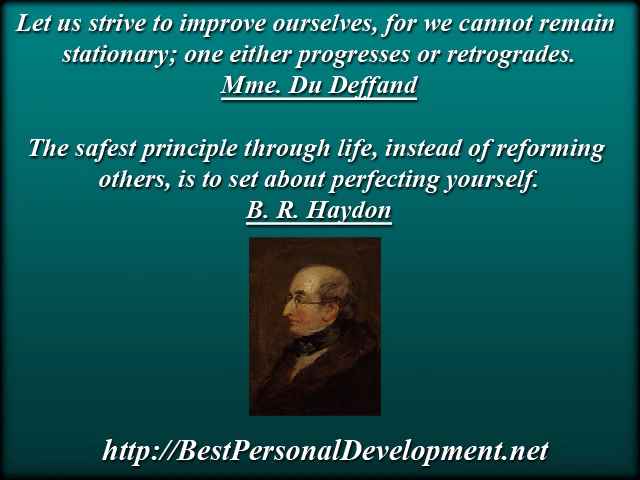 Let us strive to improve ourselves, for we cannot remain
stationary; one either progresses or retrogrades.
Mme. Du Deffand
The safest principle through life, instead of reforming
others, is to set about perfecting yourself.
B. R. Haydon
http://BestPersonalDevelopment.net